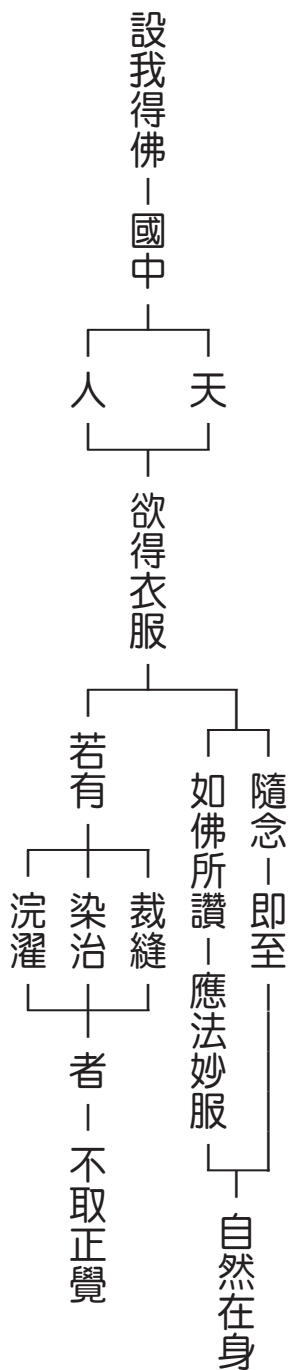 設我得佛
國中
天
人
欲得衣服
隨念
即至
如佛所讚
應法妙服
自然在身
若有
裁縫
染治
浣濯
者
不取正覺